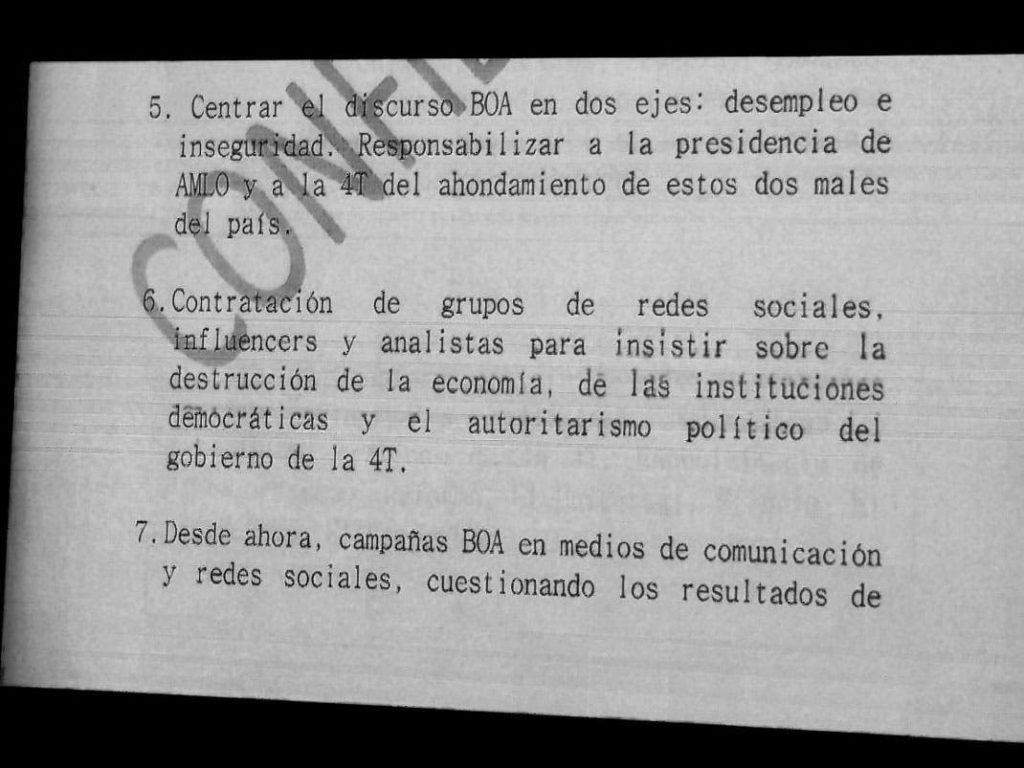 CONFIDE
5. Centrar el discurso BOA en dos ejes: desempleo e
inseguridad. Responsabilizar a la presidencia de
AMLO y a la 4T del ahondamiento de estos dos males
del país.
6. Contratación de grupos de redes sociales,
influencers y analistas para insistir sobre la
destrucción de la economía, de las instituciones
democráticas y el autoritarismo político del
gobierno de la 4T.
7. Desde ahora, campañas BOA en medios de comunicación
y redes sociales, cuestionando los resultados de